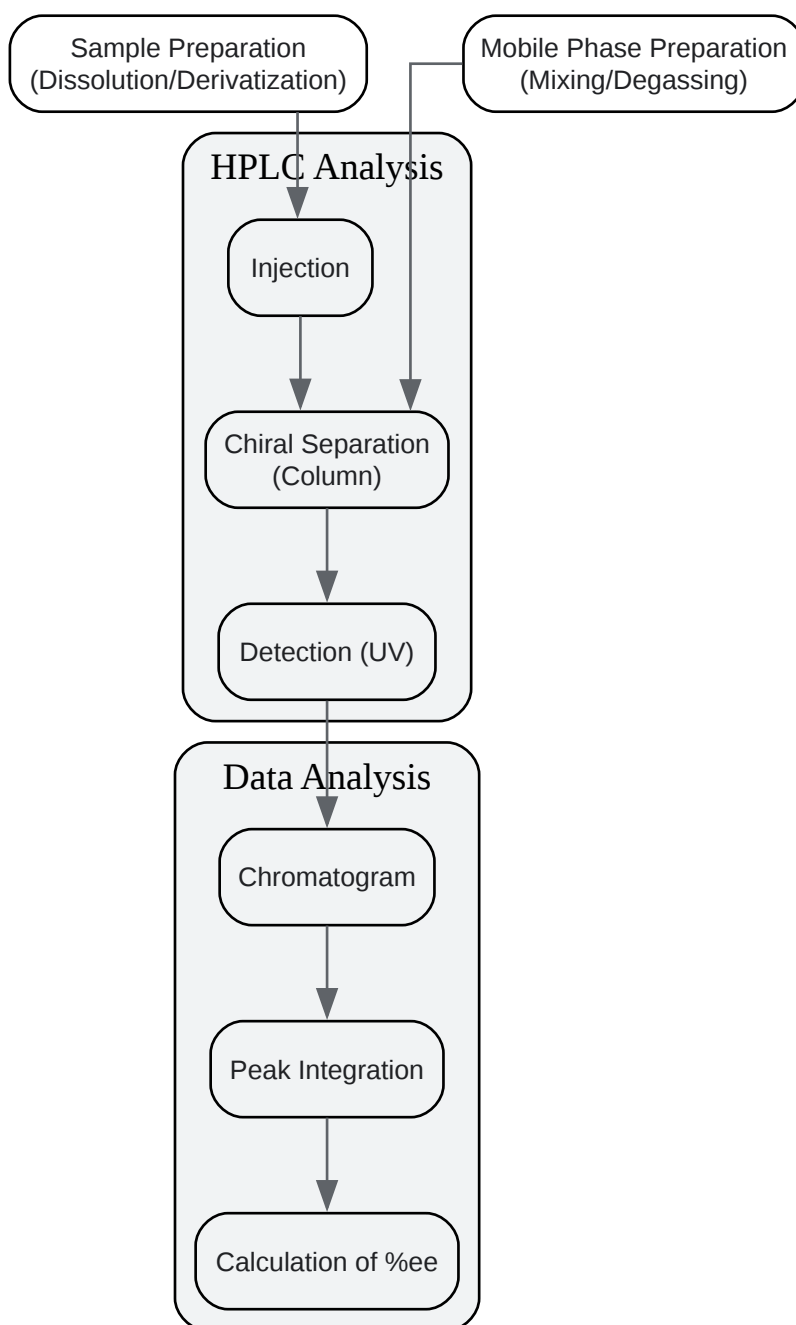 Sample Preparation
(Dissolution/Derivatization)
Mobile Phase Preparation
(Mixing/Degassing)
HPLC Analysis
Injection
Chiral Separation
(Column)
Detection (UV)
Data Analysis
Chromatogram
Peak Integration
Calculation of %ee